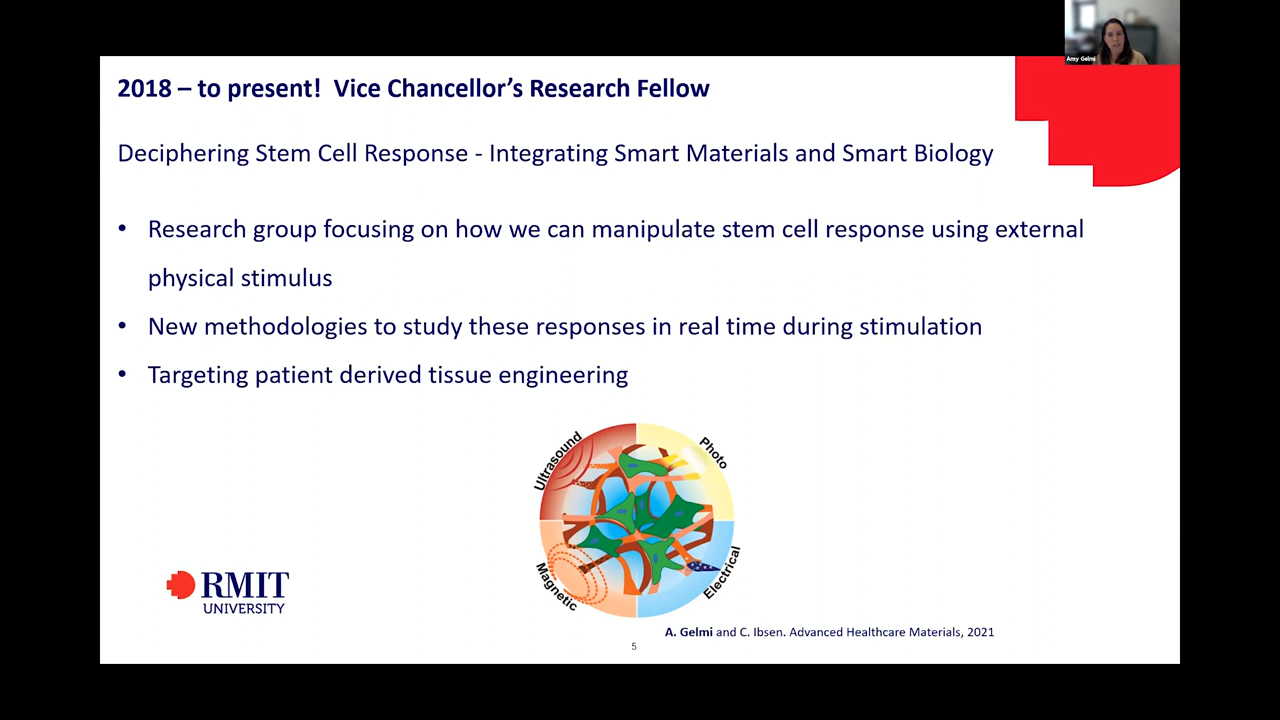 Amy Gelmi
2018 – to present!  Vice Chancellor’s Research Fellow
Deciphering Stem Cell Response - Integrating Smart Materials and Smart Biology
• Research group focusing on how we can manipulate stem cell response using external
physical stimulus
• New methodologies to study these responses in real time during stimulation
• Targeting patient derived tissue engineering
Ultrasound
Photo
Magnetic
Electrical
RMIT
UNIVERSITY
A. Gelmi and C. Ibsen. Advanced Healthcare Materials, 2021
5